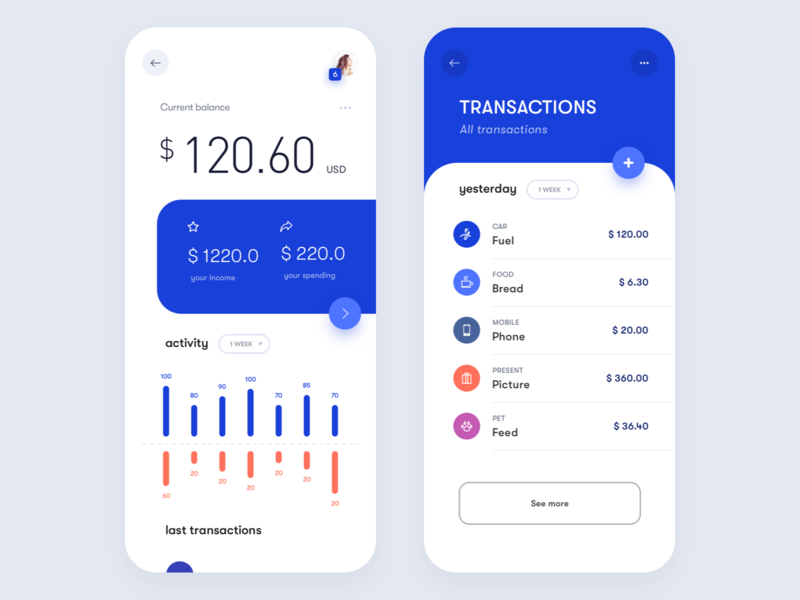 6
Current balance
$ 120.60 USD
$ 1220.0
your income
$ 220.0
your spending
activity
1 WEEK
100 80 90 100 70 85 70
60 20 20 20 20 20 20
last transactions
TRANSACTIONS
All transactions
yesterday
1 WEEK
CAR
Fuel
$ 120.00
FOOD
Bread
$ 6.30
MOBILE
Phone
$ 20.00
PRESENT
Picture
$ 360.00
PET
Feed
$ 36.40
See more